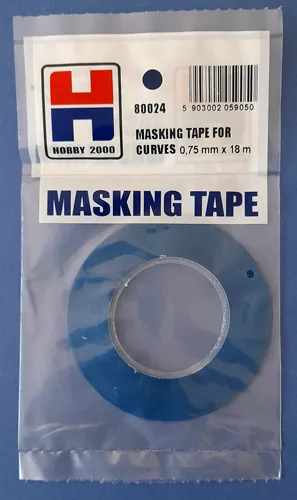 HOBBY 2000
80024
5 903002 059050
MASKING TAPE FOR
CURVES 0,75 mm x 18 m
MASKING TAPE